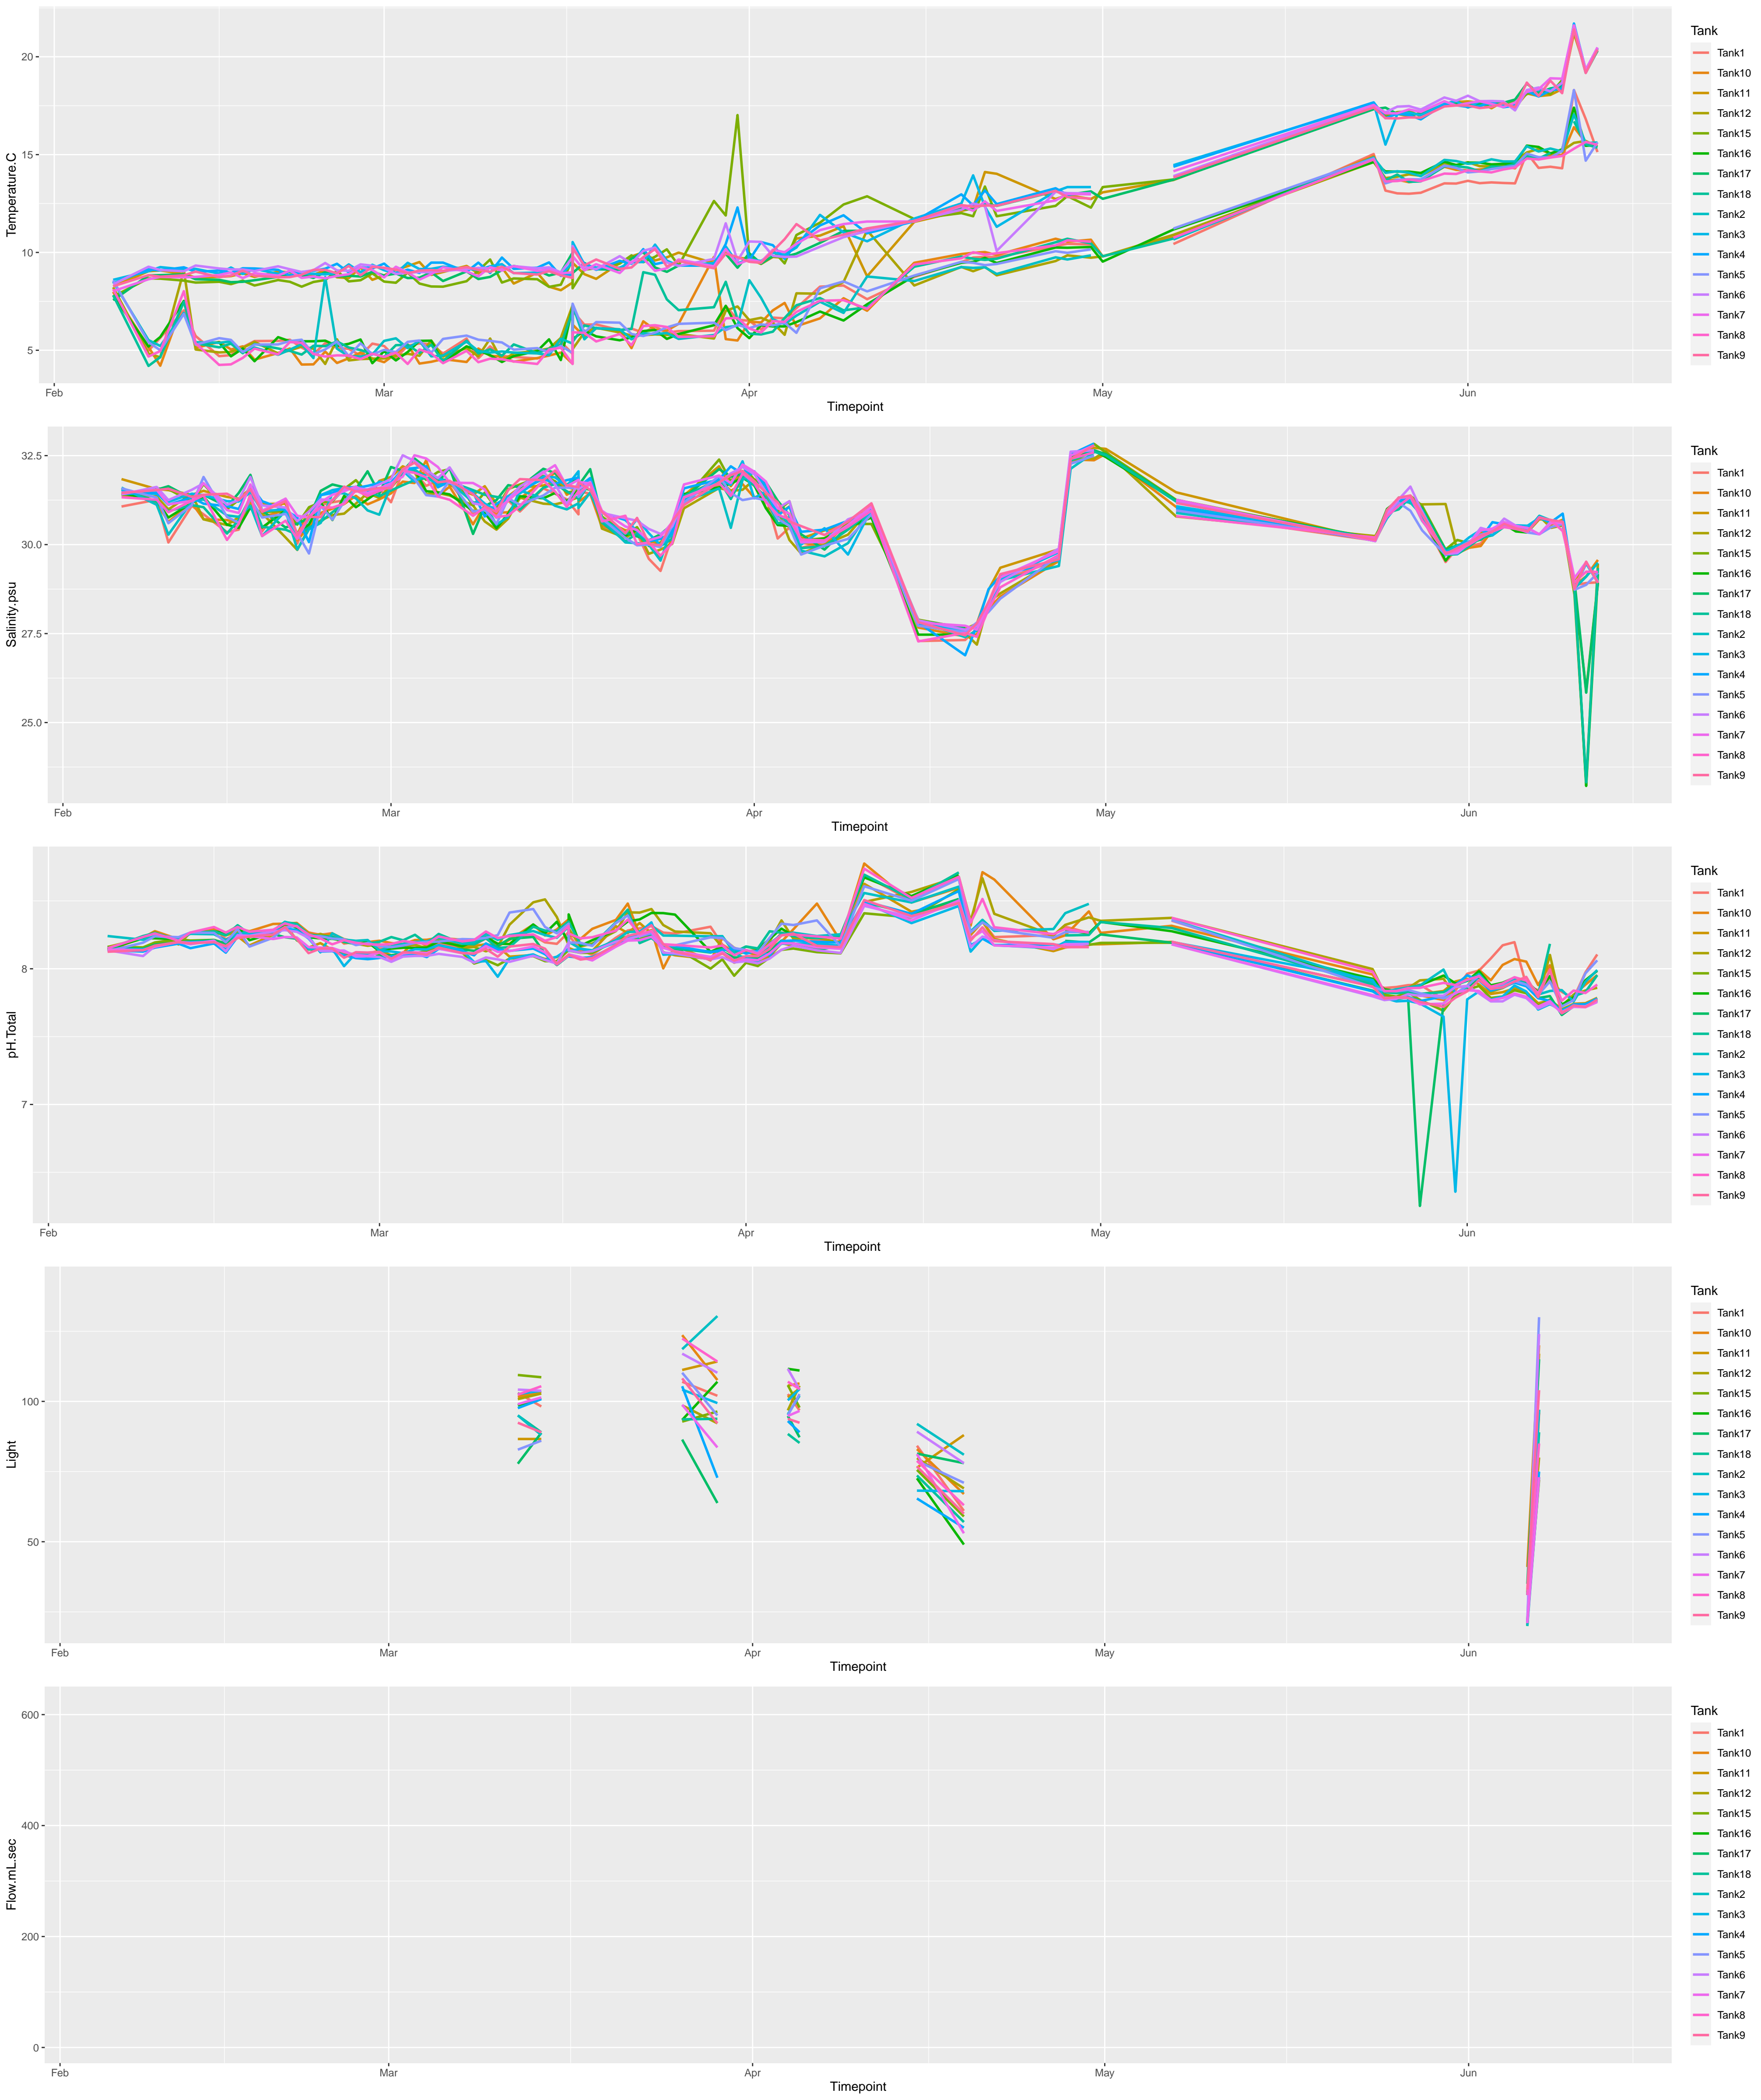 Temperature.C
20
15
10
5
Feb
Mar
Apr
May
Jun
Timepoint
Tank
Tank1
Tank10
Tank11
Tank12
Tank15
Tank16
Tank17
Tank18
Tank2
Tank3
Tank4
Tank5
Tank6
Tank7
Tank8
Tank9
Salinity.psu
32.5
30.0
27.5
25.0
Feb
Mar
Apr
May
Jun
Timepoint
Tank
Tank1
Tank10
Tank11
Tank12
Tank15
Tank16
Tank17
Tank18
Tank2
Tank3
Tank4
Tank5
Tank6
Tank7
Tank8
Tank9
pH.Total
8
7
Feb
Mar
Apr
May
Jun
Timepoint
Tank
Tank1
Tank10
Tank11
Tank12
Tank15
Tank16
Tank17
Tank18
Tank2
Tank3
Tank4
Tank5
Tank6
Tank7
Tank8
Tank9
Light
100
50
Feb
Mar
Apr
May
Jun
Timepoint
Tank
Tank1
Tank10
Tank11
Tank12
Tank15
Tank16
Tank17
Tank18
Tank2
Tank3
Tank4
Tank5
Tank6
Tank7
Tank8
Tank9
Flow.mL.sec
600
400
200
0
Feb
Mar
Apr
May
Jun
Timepoint
Tank
Tank1
Tank10
Tank11
Tank12
Tank15
Tank16
Tank17
Tank18
Tank2
Tank3
Tank4
Tank5
Tank6
Tank7
Tank8
Tank9